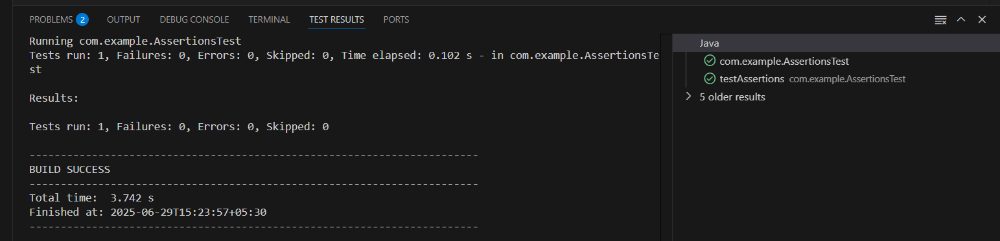 PROBLEMS 2 OUTPUT DEBUG CONSOLE TERMINAL TEST RESULTS PORTS
Running com.example.AssertionsTest
Tests run: 1, Failures: 0, Errors: 0, Skipped: 0, Time elapsed: 0.102 s - in com.example.AssertionsTe
st
Results:
Tests run: 1, Failures: 0, Errors: 0, Skipped: 0
------------------------------------------------------------------------
BUILD SUCCESS
------------------------------------------------------------------------
Total time:  3.742 s
Finished at: 2025-06-29T15:23:57+05:30
------------------------------------------------------------------------
Java
com.example.AssertionsTest
testAssertions com.example.AssertionsTest
5 older results